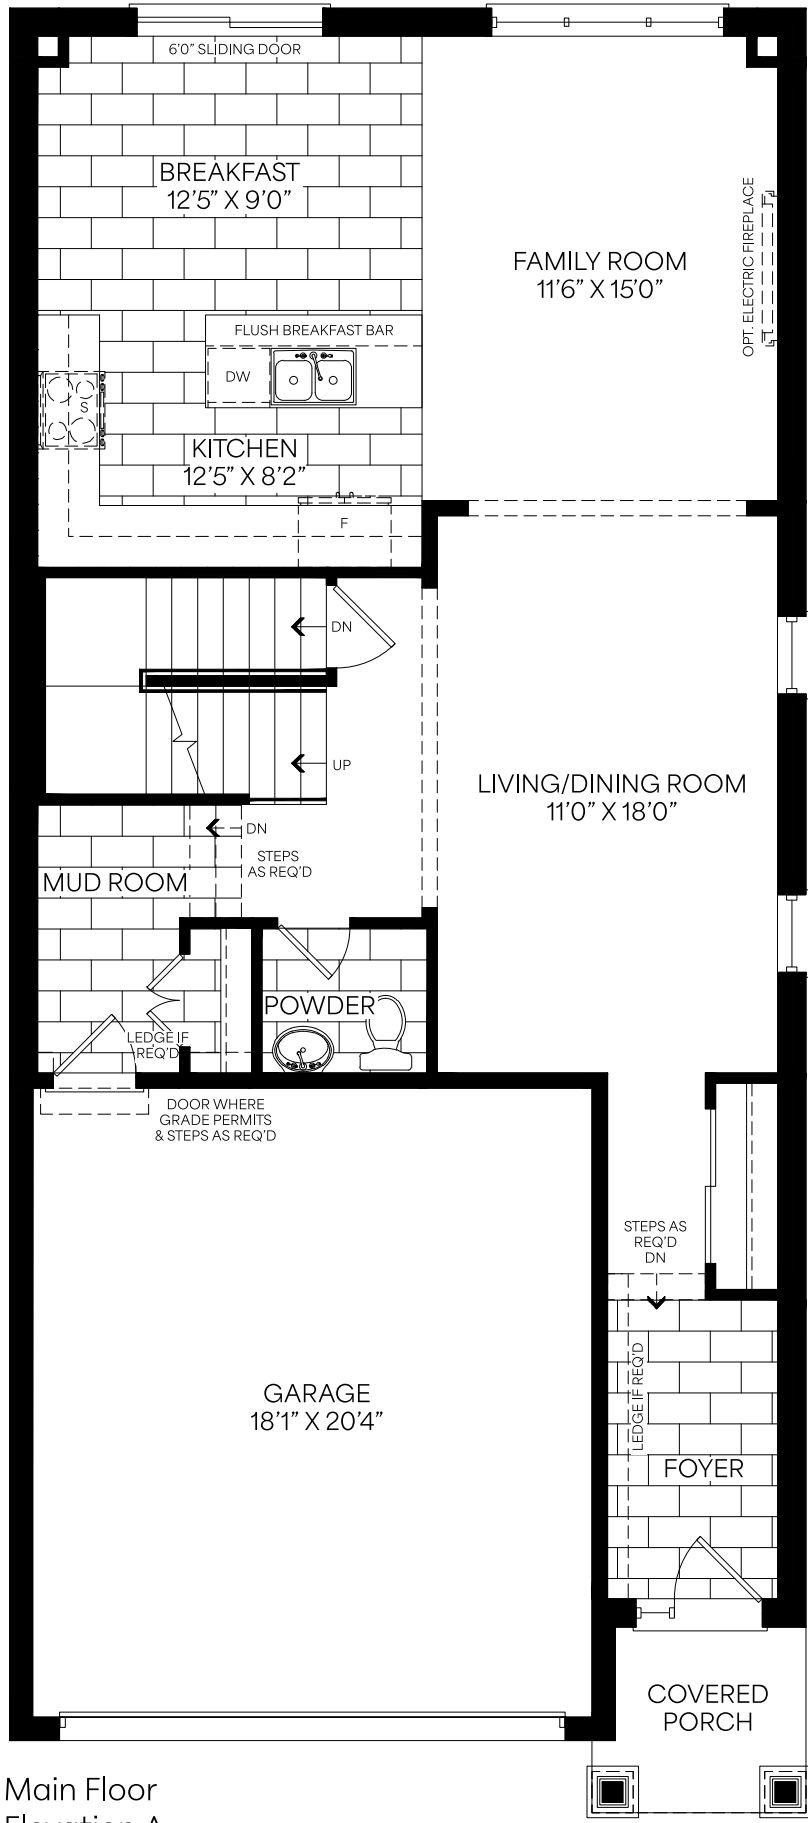 6'0" SLIDING DOOR
BREAKFAST
12'5" X 9'0"
OPT. ELECTRIC FIREPLACE
FAMILY ROOM
11'6" X 15'0"
FLUSH BREAKFAST BAR
DW
S
KITCHEN
12'5" X 8'2"
F
DN
UP
LIVING/DINING ROOM
11'0" X 18'0"
DN
STEPS
AS REQ'D
MUD ROOM
POWDER
LEDGE IF
REQ'D
DOOR WHERE
GRADE PERMITS
& STEPS AS REQ'D
STEPS AS
REQ'D
DN
LEDGE IF REQ'D
GARAGE
18'1" X 20'4"
FOYER
COVERED
PORCH
Main Floor
Elevation A